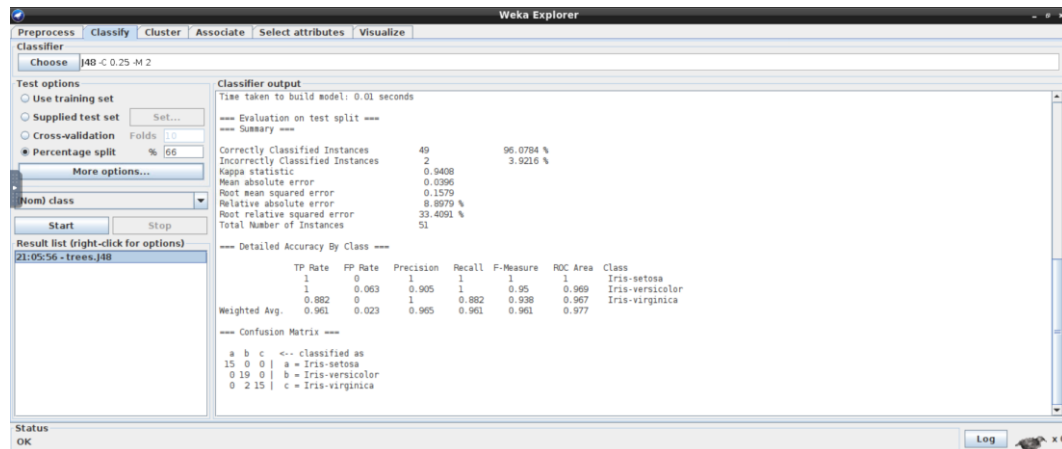 Weka Explorer
Preprocess Classify Cluster Associate Select attributes Visualize
Classifier
Choose J48 -C 0.25 -M 2
Test options
Use training set
Supplied test set Set...
Cross-validation Folds 10
Percentage split % 66
More options...
(Nom) class
Start Stop
Result list (right-click for options)
21:05:56 - trees.J48
Classifier output
Time taken to build model: 0.01 seconds
=== Evaluation on test split ===
=== Summary ===
Correctly Classified Instances 49 96.0784 %
Incorrectly Classified Instances 2 3.9216 %
Kappa statistic 0.9408
Mean absolute error 0.0396
Root mean squared error 0.1579
Relative absolute error 8.8979 %
Root relative squared error 33.4091 %
Total Number of Instances 51
=== Detailed Accuracy By Class ===
TP Rate FP Rate Precision Recall F-Measure ROC Area Class
1 0 1 1 1 1 Iris-setosa
1 0.063 0.905 1 0.95 0.969 Iris-versicolor
0.882 0 1 0.882 0.938 0.967 Iris-virginica
Weighted Avg. 0.961 0.023 0.965 0.961 0.961 0.977
=== Confusion Matrix ===
a b c <-- classified as
15 0 0 | a = Iris-setosa
0 19 0 | b = Iris-versicolor
0 2 15 | c = Iris-virginica
Status
OK
Log